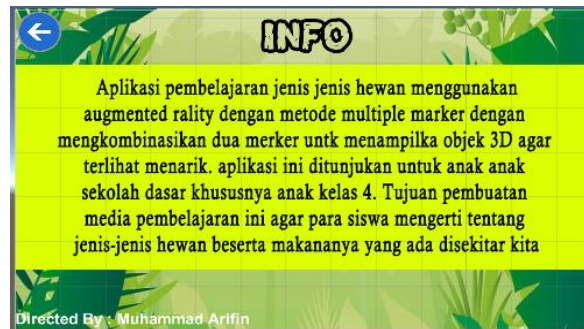 INFO
Aplikasi pembelajaran jenis jenis hewan menggunakan
augmented rality dengan metode multiple marker dengan
mengkombinasikan dua merker untk menampilka objek 3D agar
terlihat menarik. aplikasi ini ditunjukan untuk anak anak
sekolah dasar khususnya anak kelas 4. Tujuan pembuatan
media pembelajaran ini agar para siswa mengerti tentang
jenis-jenis hewan beserta makananya yang ada disekitar kita
Directed By : Muhammad Arifin